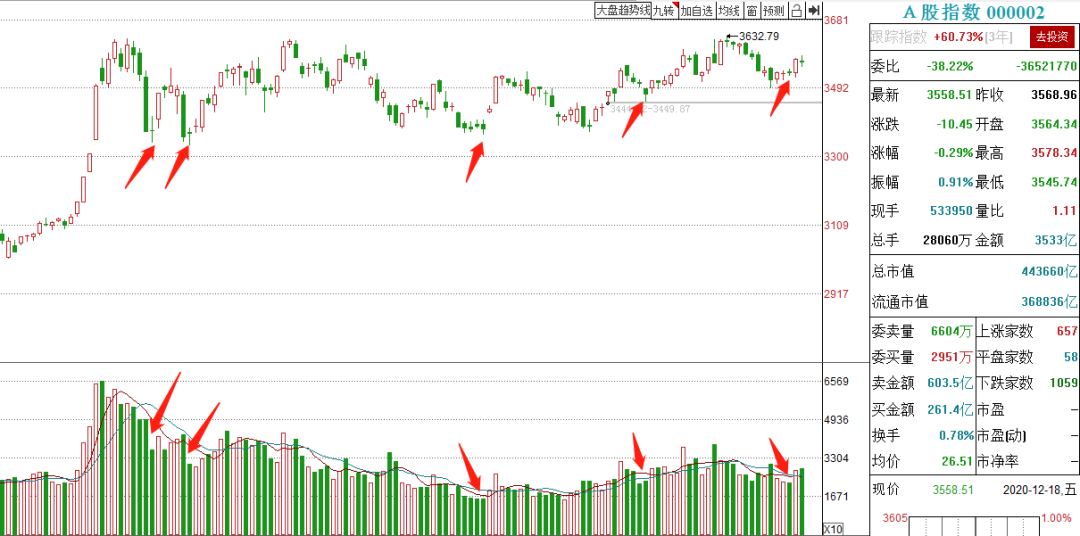 大盘趋势线 九转 加自选 均线 窗 预测
A股指数 000002
3681
3632.79
跟踪指数 +60.73%[3年] 去投资
委比 -38.22% -36521770
3492
最新 3558.51 昨收 3568.96
涨跌 -10.45 开盘 3564.34
3300
涨幅 -0.29% 最高 3578.34
振幅 0.91% 最低 3545.74
3109
现手 533950 量比 1.11
总手 28060万 金额 3533亿
总市值 443660亿
2917
流通市值 368836亿
委卖量 6604万 上涨家数 657
委买量 2951万 平盘家数 58
6569
卖金额 603.5亿 下跌家数 1059
4936
买金额 261.4亿 市盈 —
换手 0.78% 市盈(动) —
3304
均价 26.51 市净率 —
1671
现价 3558.51 2020-12-18,五
X10
3605 1.00%